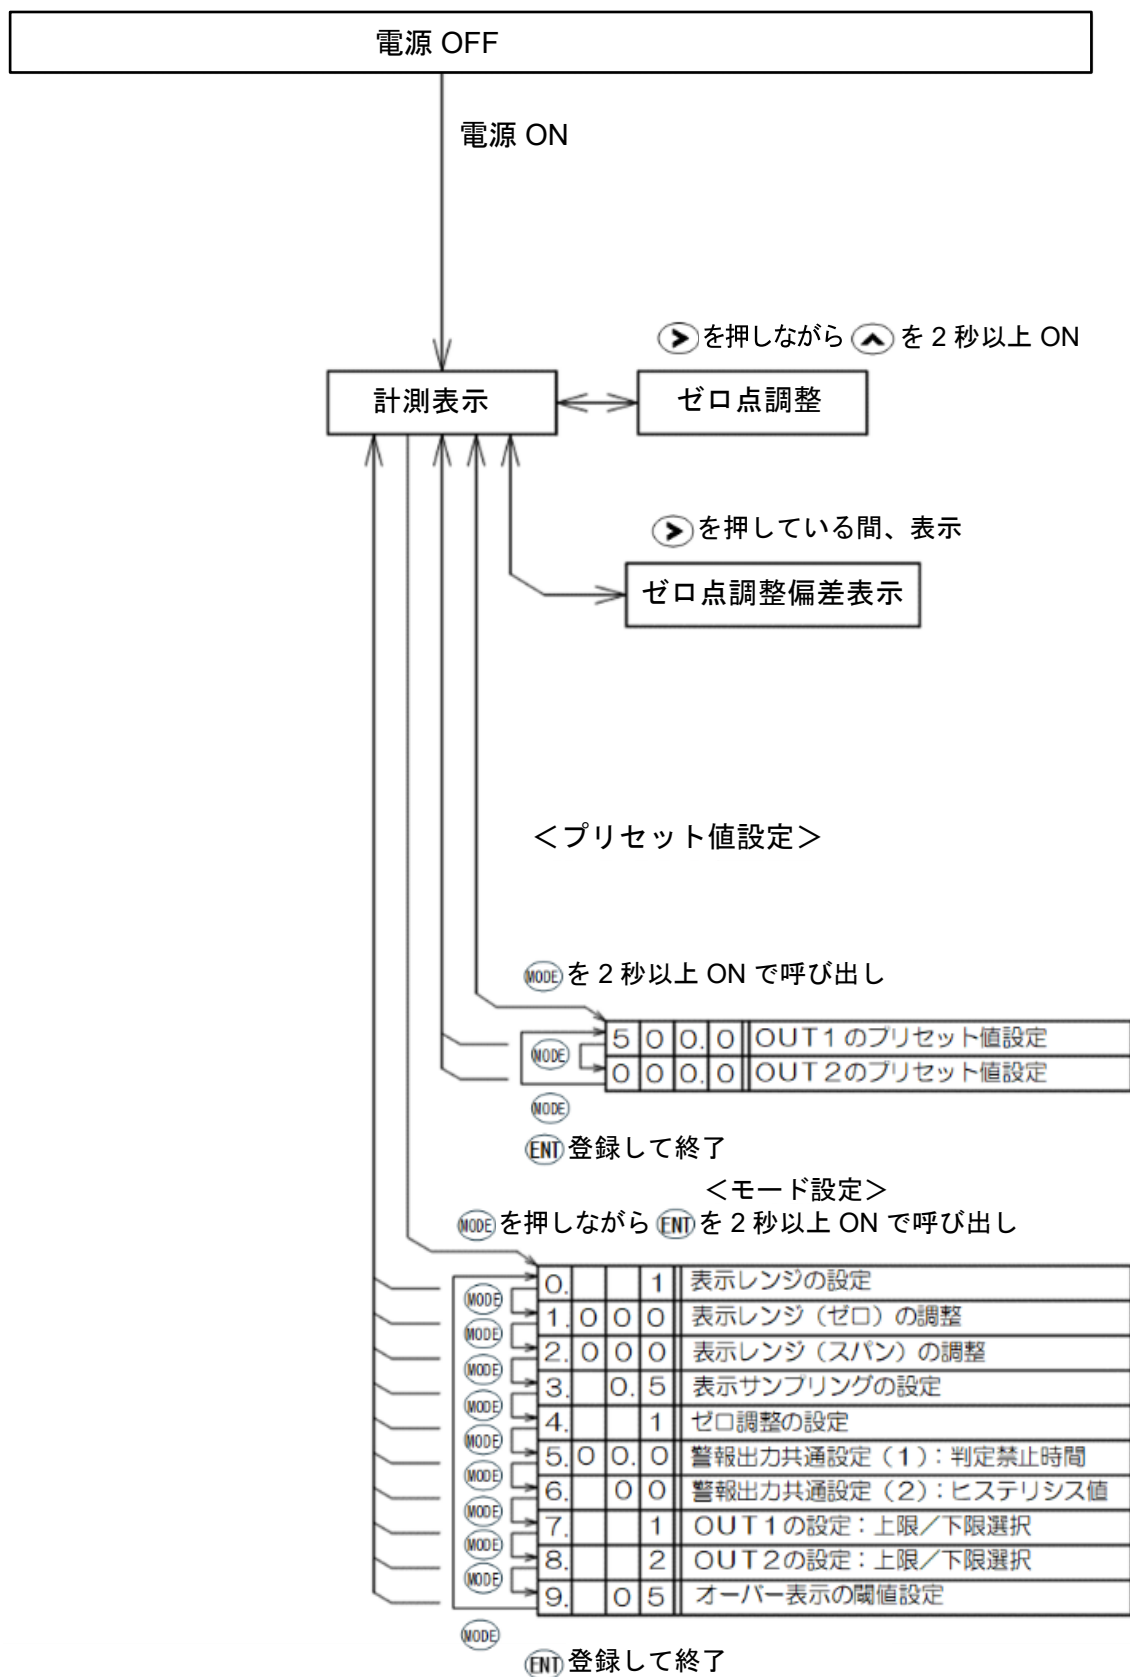 電源 OFF
電源 ON
を押しながら を 2 秒以上 ON
計測表示
ゼロ点調整
を押している間、表示
ゼロ点調整偏差表示
＜プリセット値設定＞
MODE を 2 秒以上 ON で呼び出し
5 0 0. 0 OUT1のプリセット値設定
MODE
0 0 0. 0 OUT2のプリセット値設定
MODE
ENT 登録して終了
＜モード設定＞
MODE を押しながら ENT を 2 秒以上 ON で呼び出し
0. 1 表示レンジの設定
MODE
1. 0 0 0 表示レンジ（ゼロ）の調整
MODE
2. 0 0 0 表示レンジ（スパン）の調整
MODE
3. 0. 5 表示サンプリングの設定
MODE
4. 1 ゼロ調整の設定
MODE
5. 0 0. 0 警報出力共通設定（1）：判定禁止時間
MODE
6. 0 0 警報出力共通設定（2）：ヒステリシス値
MODE
7. 1 OUT1の設定：上限／下限選択
MODE
8. 2 OUT2の設定：上限／下限選択
MODE
9. 0 5 オーバー表示の閾値設定
MODE
ENT 登録して終了